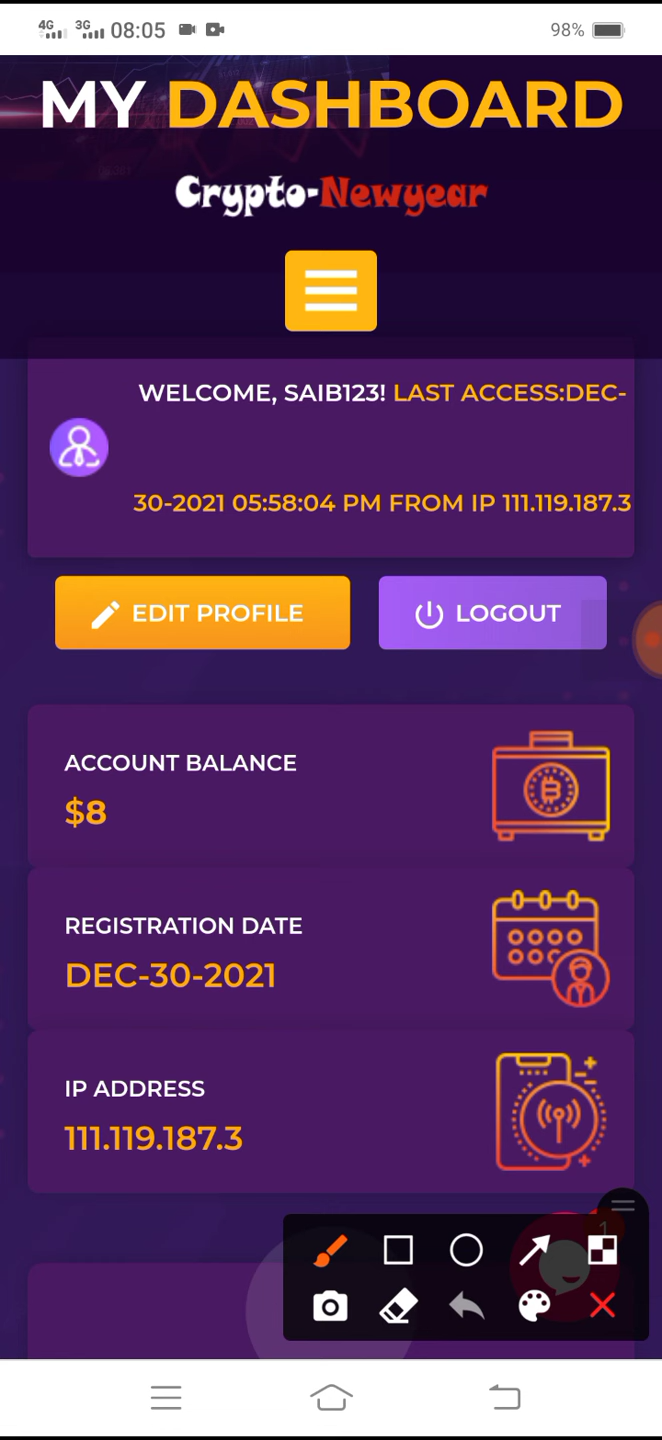 4G 3G 08:05 98%
MY DASHBOARD
Crypto-Newyear
WELCOME, SAIB123! LAST ACCESS:DEC-
30-2021 05:58:04 PM FROM IP 111.119.187.3
EDIT PROFILE LOGOUT
ACCOUNT BALANCE
$8
REGISTRATION DATE
DEC-30-2021
IP ADDRESS
111.119.187.3
1